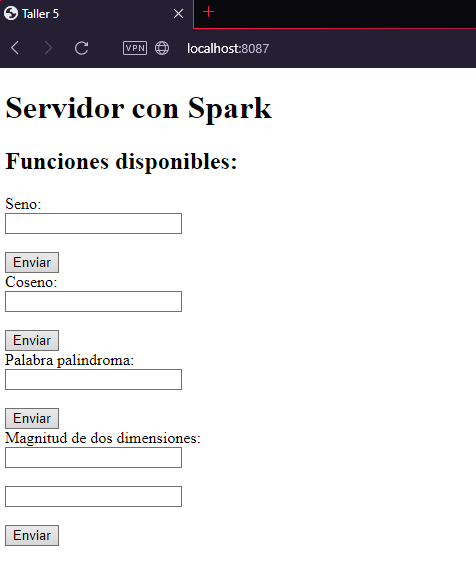 Taller 5
VPN localhost:8087
Servidor con Spark
Funciones disponibles:
Seno:
Enviar
Coseno:
Enviar
Palabra palindroma:
Enviar
Magnitud de dos dimensiones:
Enviar